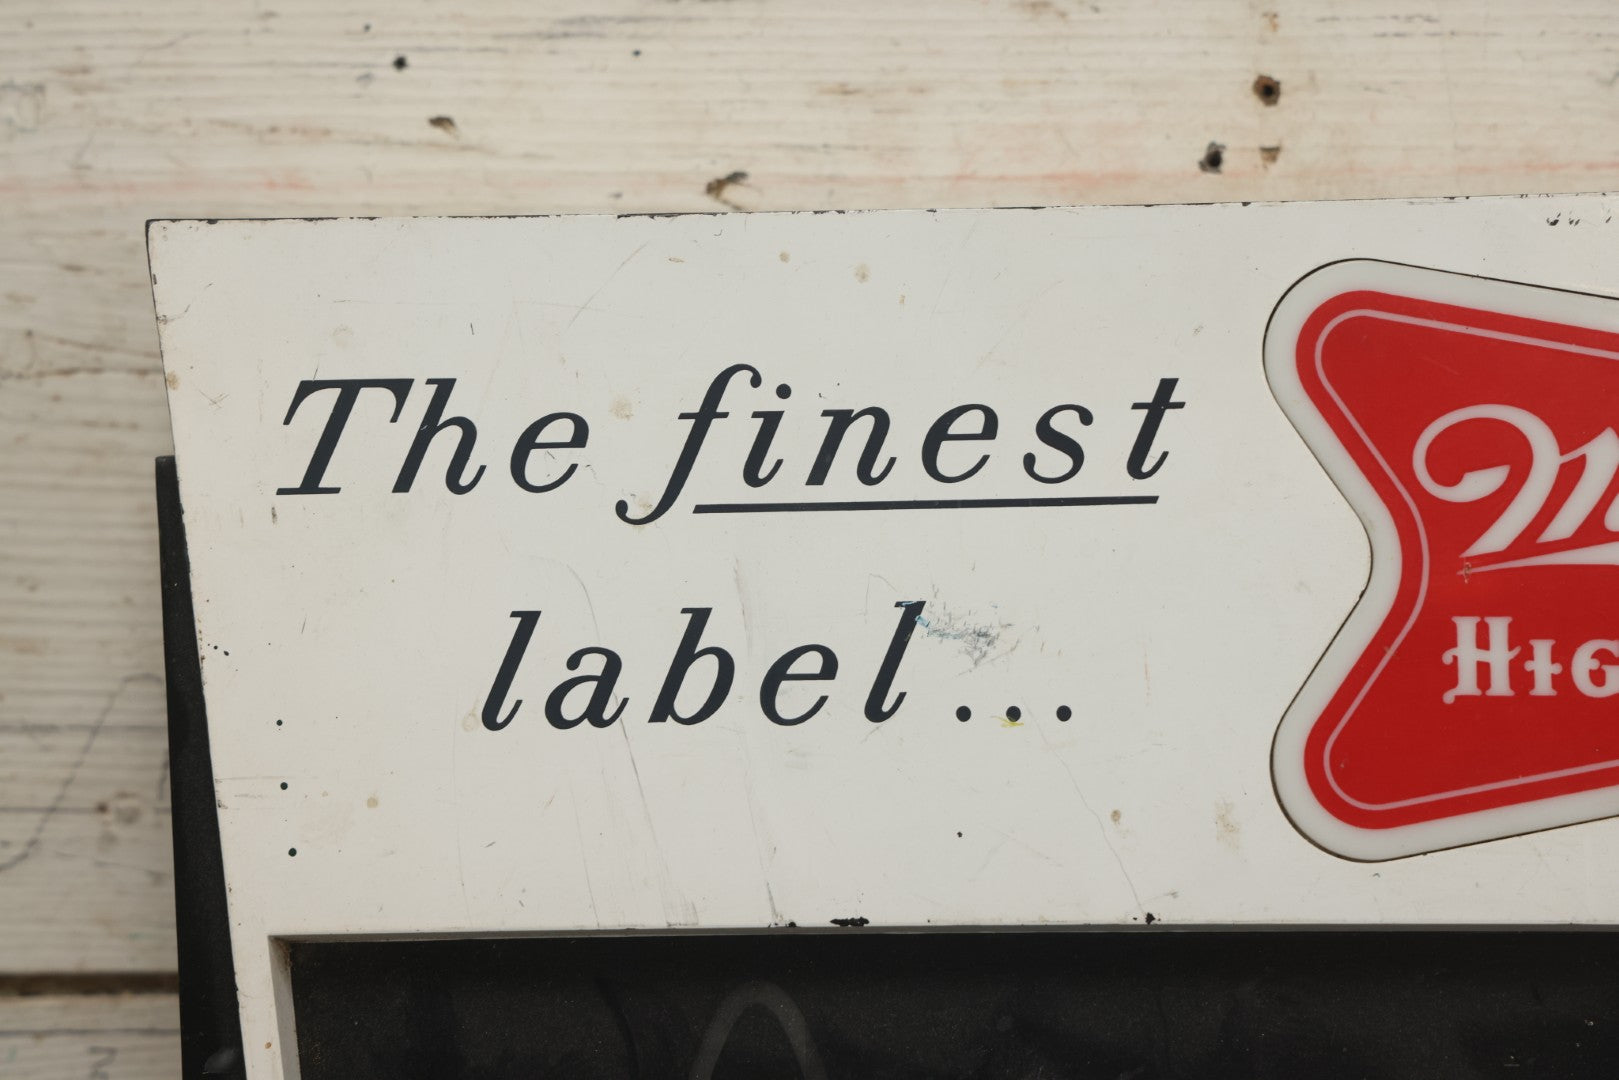 The finest
label...